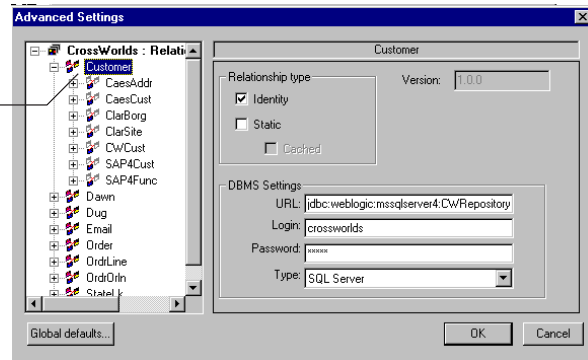 Advanced Settings
CrossWorlds : Relati
Customer
CaesAddr
CaesCust
ClarBorg
ClarSite
CWCust
SAP4Cust
SAP4Func
Dawn
Dug
Email
Order
OrdrLine
OrdrOrln
StateLk
Customer
Relationship type
Identity
Static
Cached
Version: 1.0.0
DBMS Settings
URL: jdbc:weblogic:mssqlserver4:CWRepository
Login: crossworlds
Password: xxxxx
Type: SQL Server
Global defaults...
OK
Cancel